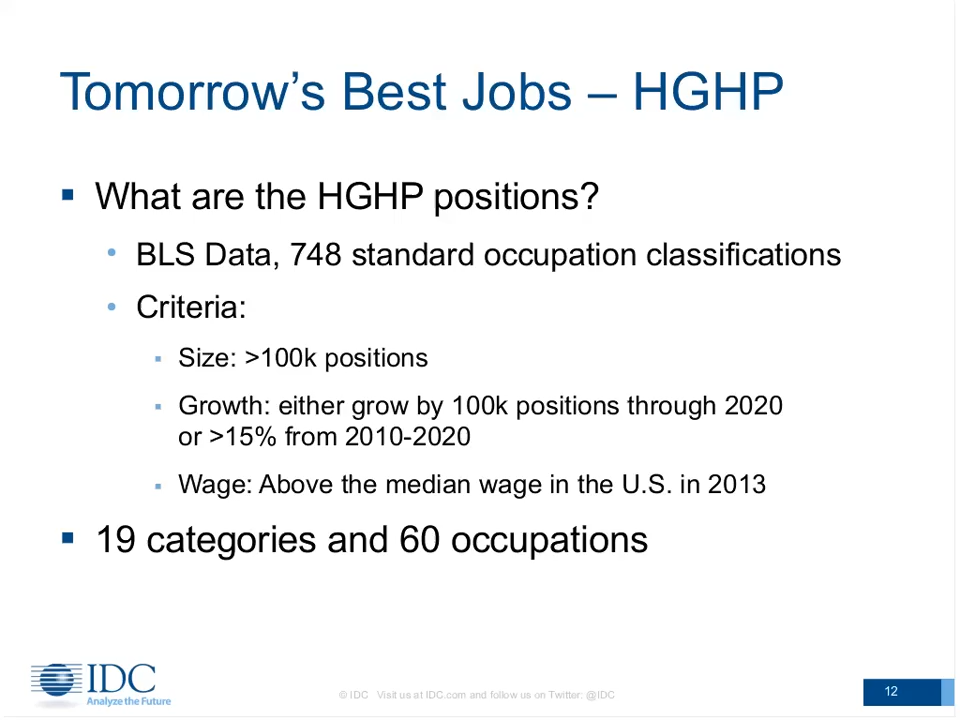 Tomorrow’s Best Jobs – HGHP
▪ What are the HGHP positions?
• BLS Data, 748 standard occupation classifications
• Criteria:
▪ Size: >100k positions
▪ Growth: either grow by 100k positions through 2020
or >15% from 2010-2020
▪ Wage: Above the median wage in the U.S. in 2013
▪ 19 categories and 60 occupations
IDC
Analyze the Future
© IDC Visit us at IDC.com and follow us on Twitter: @IDC
12